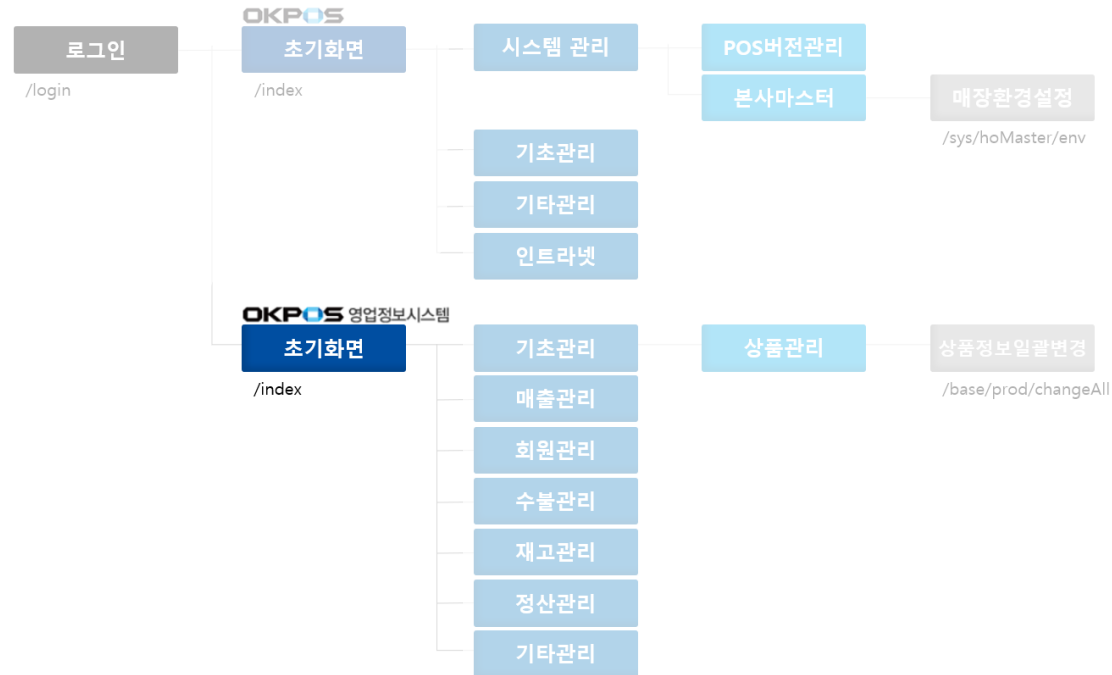 OKPOS
로그인
초기화면
시스템 관리
POS버전관리
/login
/index
본사마스터
매장환경설정
/sys/hoMaster/env
기초관리
기타관리
인트라넷
OKPOS 영업정보시스템
초기화면
기초관리
상품관리
상품정보일괄변경
/index
/base/prod/changeAll
매출관리
회원관리
수불관리
재고관리
정산관리
기타관리